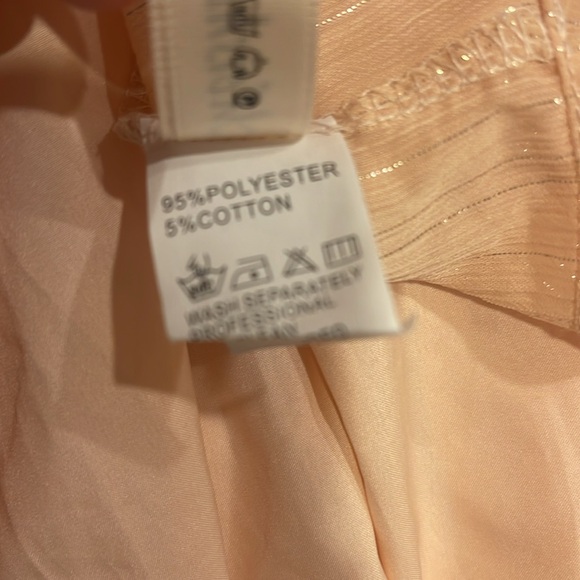 95%POLYESTER
5%COTTON
WASH SEPARATELY
PROFESSIONAL